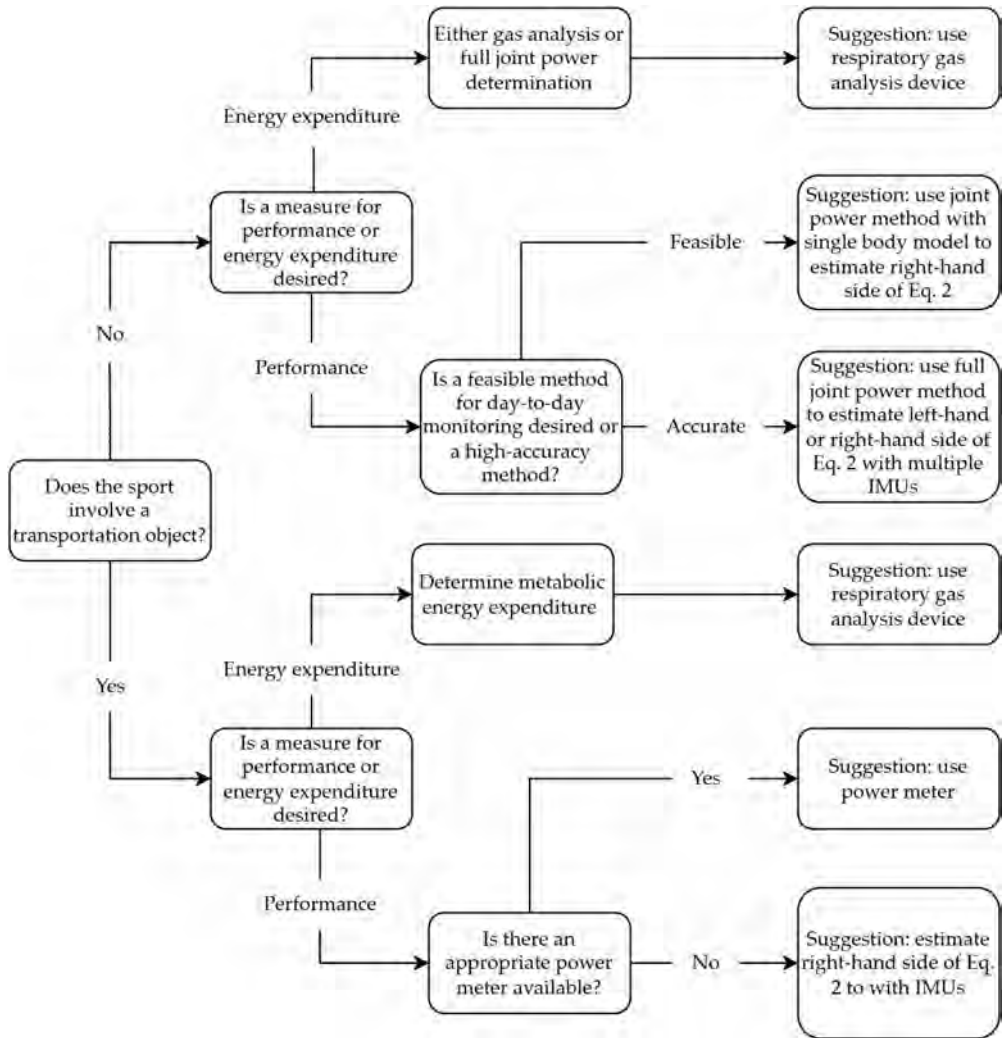 Either gas analysis or
full joint power
determination
Suggestion: use
respiratory gas
analysis device
Energy expenditure
Is a measure for
performance or
energy expenditure
desired?
Feasible
Suggestion: use joint
power method with
single body model to
estimate right-hand
side of Eq. 2
No
Performance
Is a feasible method
for day-to-day
monitoring desired or
a high-accuracy
method?
Accurate
Suggestion: use full
joint power method
to estimate left-hand
or right-hand side of
Eq. 2 with multiple
IMUs
Does the sport
involve a
transportation object?
Determine metabolic
energy expenditure
Suggestion: use
respiratory gas
analysis device
Energy expenditure
Yes
Is a measure for
performance or
energy expenditure
desired?
Yes
Suggestion: use
power meter
Performance
Is there an
appropriate power
meter available?
No
Suggestion: estimate
right-hand side of Eq.
2 to with IMUs